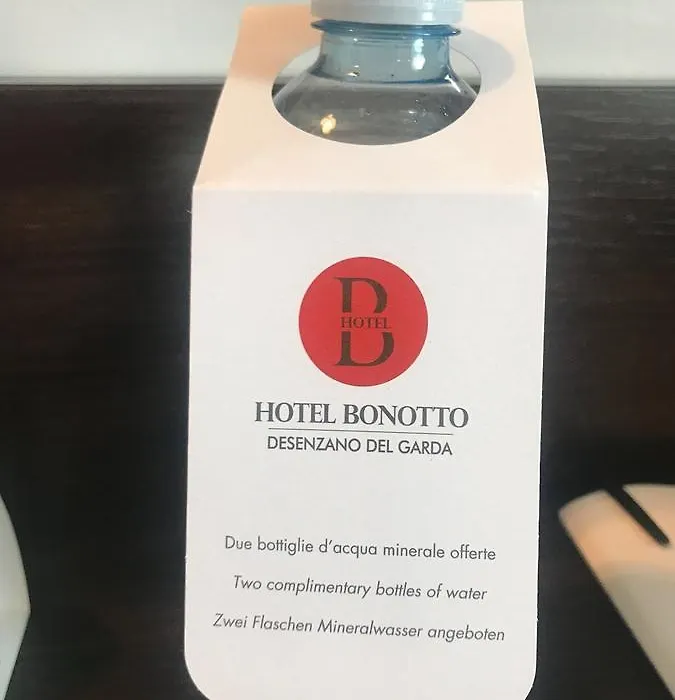 B
HOTEL
HOTEL BONOTTO
DESENZANO DEL GARDA
Due bottiglie d'acqua minerale offerte
Two complimentary bottles of water
Zwei Flaschen Mineralwasser angeboten